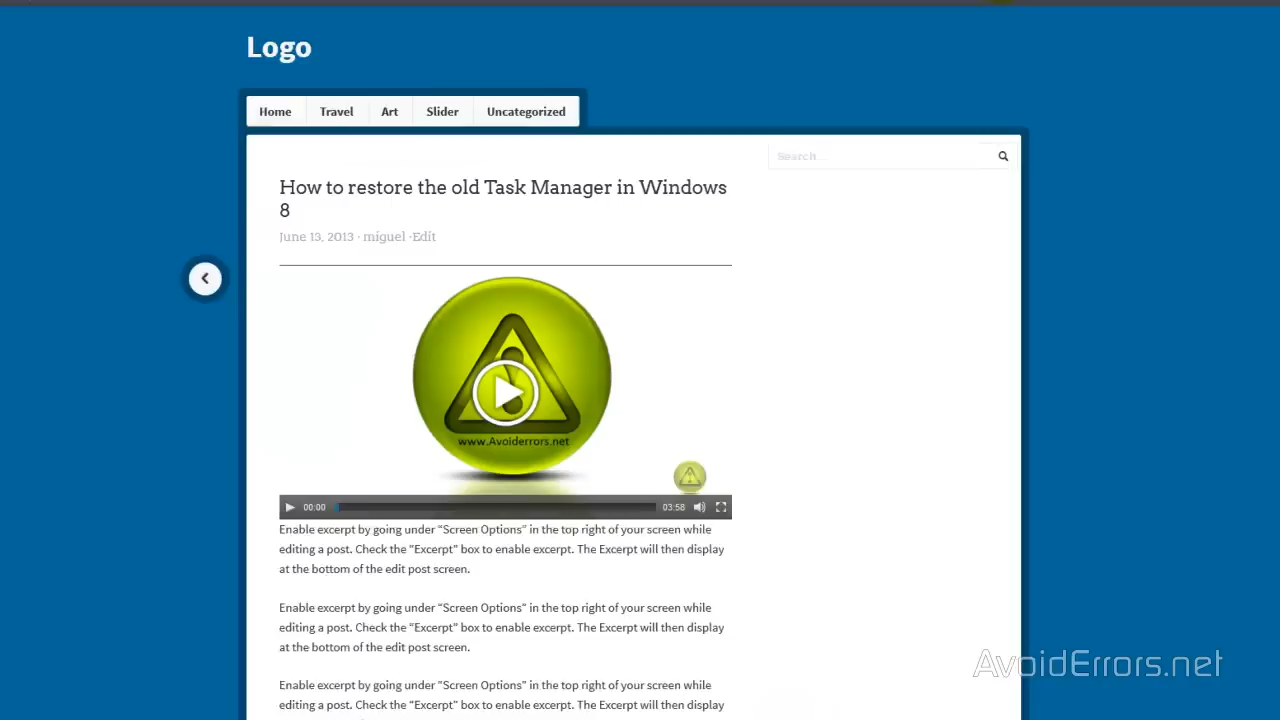 Logo
Home Travel Art Slider Uncategorized
Search...
How to restore the old Task Manager in Windows
8
June 13, 2013 · miguel ·Edit
www.Avoiderrors.net
00:00 03:58
Enable excerpt by going under “Screen Options” in the top right of your screen while
editing a post. Check the “Excerpt” box to enable excerpt. The Excerpt will then display
at the bottom of the edit post screen.
Enable excerpt by going under “Screen Options” in the top right of your screen while
editing a post. Check the “Excerpt” box to enable excerpt. The Excerpt will then display
at the bottom of the edit post screen.
AvoidErrors.net
Enable excerpt by going under “Screen Options” in the top right of your screen while
editing a post. Check the “Excerpt” box to enable excerpt. The Excerpt will then display